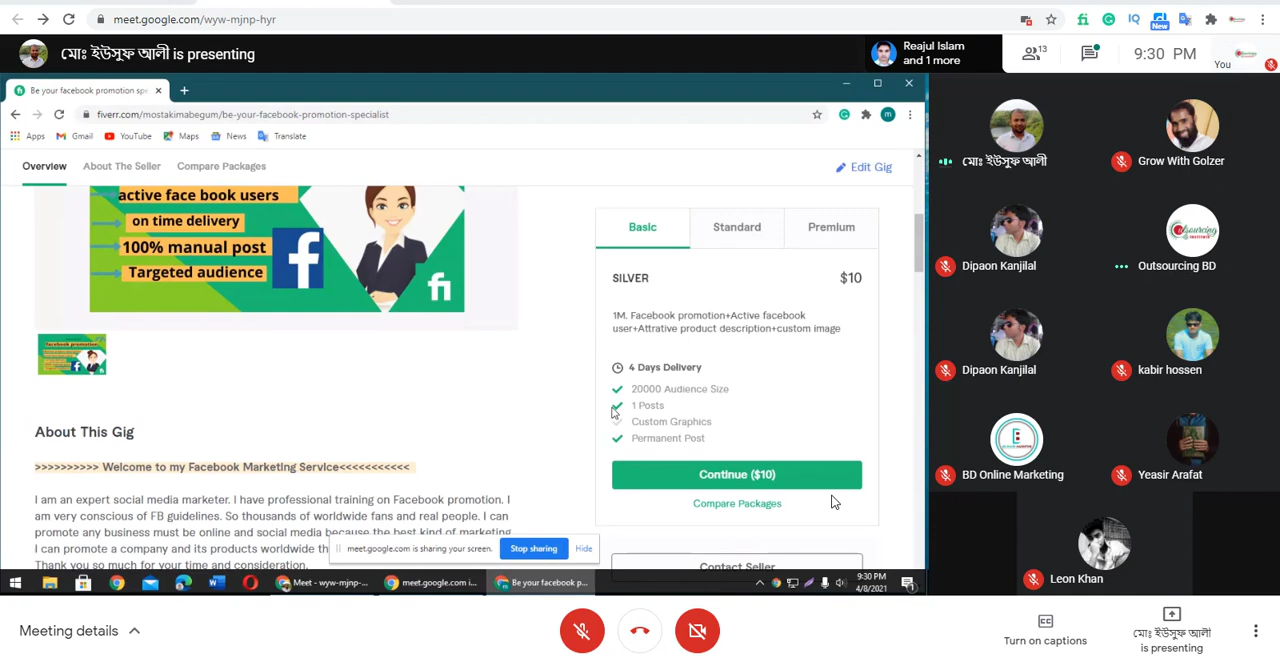 meet.google.com/wyw-mjnp-hyr
New
মোঃ ইউসুফ আলী is presenting
Reajul Islam
and 1 more
13
9:30 PM
You
Be your facebook promotion spe
fiverr.com/mostakimabegum/be-your-facebook-promotion-specialist
m
Apps
Gmail
YouTube
Maps
News
Translate
Overview
About The Seller
Compare Packages
Edit Gig
active face book users
on time delivery
100% manual post
Targeted audience
fi
Basic
Standard
Premium
SILVER
$10
1M. Facebook promotion+Active facebook
user+Attrative product description+custom image
4 Days Delivery
20000 Audience Size
1 Posts
Custom Graphics
Permanent Post
Continue ($10)
Compare Packages
Contact Seller
About This Gig
>>>>>>>>>> Welcome to my Facebook Marketing Service<<<<<<<<<<<
I am an expert social media marketer. I have professional training on Facebook promotion. I
am very conscious of FB guidelines. So thousands of worldwide fans and real people. I can
promote any business must be online and social media because the best kind of marketing
I can promote a company and its products worldwide th
Thank you so much for your time and consideration.
meet.google.com is sharing your screen.
Stop sharing
Hide
Meet - wyw-mjnp-...
meet.google.com i...
Be your facebook p...
9:30 PM
4/8/2021
1
মোঃ ইউসুফ আলী
Grow With Golzer
Dipaon Kanjilal
Outsourcing BD
Dipaon Kanjilal
kabir hossen
BD Online Marketing
Yeasir Arafat
Leon Khan
Meeting details
Turn on captions
মোঃ ইউসুফ আলী
is presenting